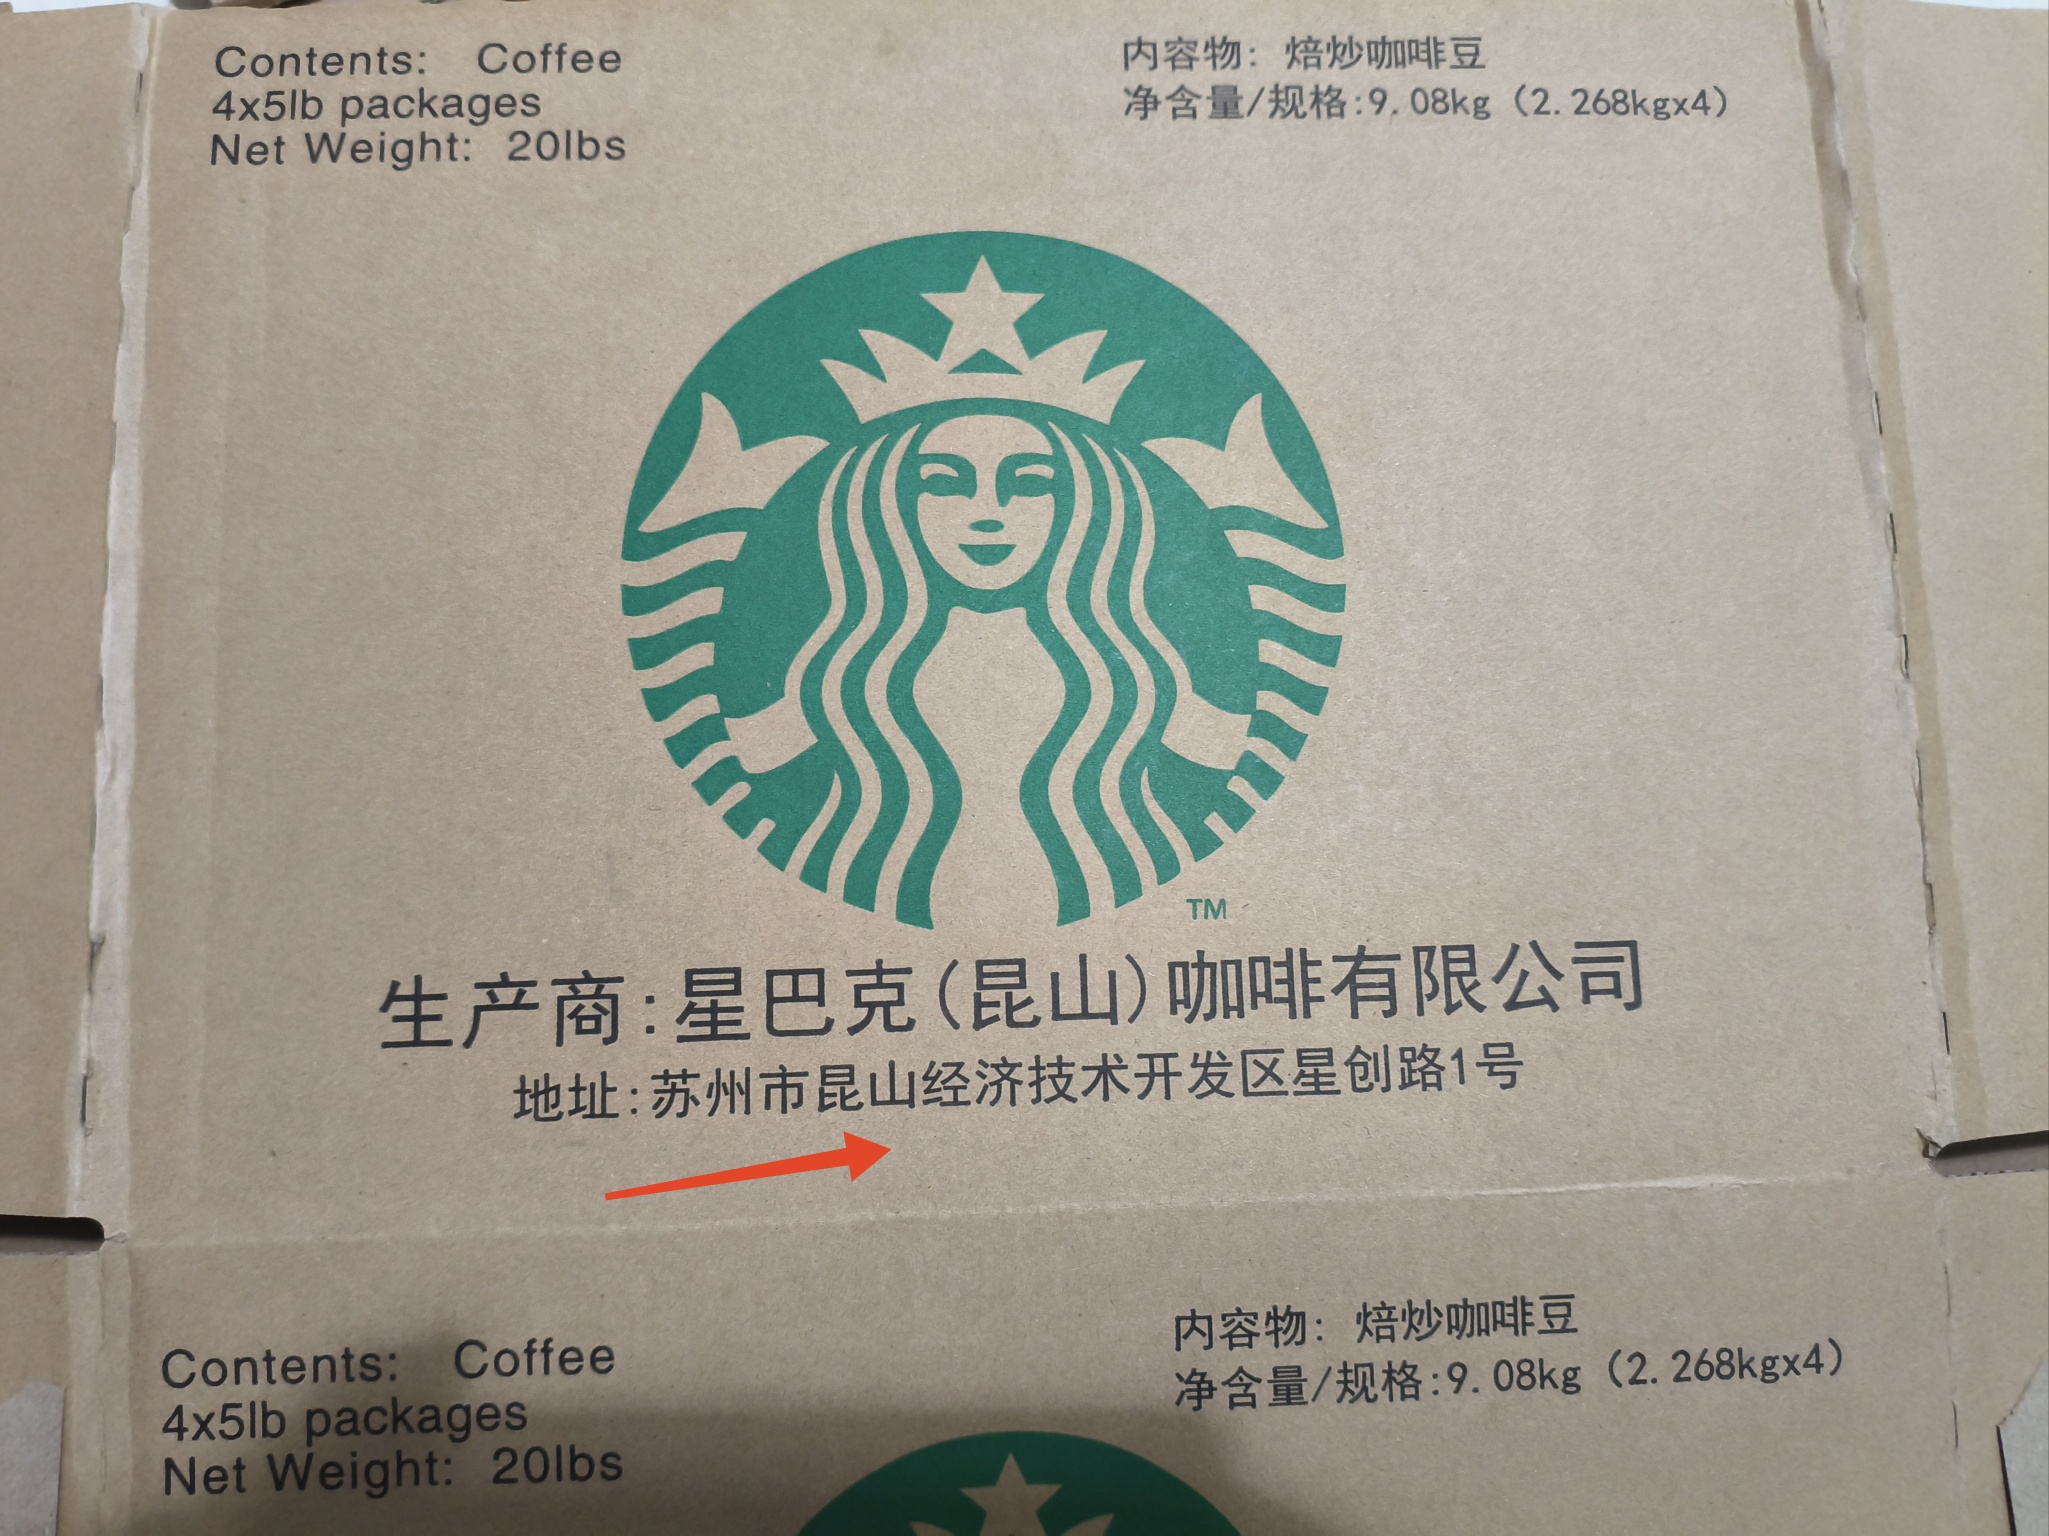 Contents: Coffee
4x5lb packages
Net Weight: 20lbs
内容物: 焙炒咖啡豆
净含量/规格:9.08kg (2.268kgx4)
TM
生产商:星巴克(昆山)咖啡有限公司
地址:苏州市昆山经济技术开发区星创路1号
Contents: Coffee
4x5lb packages
Net Weight: 20lbs
内容物: 焙炒咖啡豆
净含量/规格:9.08kg (2.268kgx4)